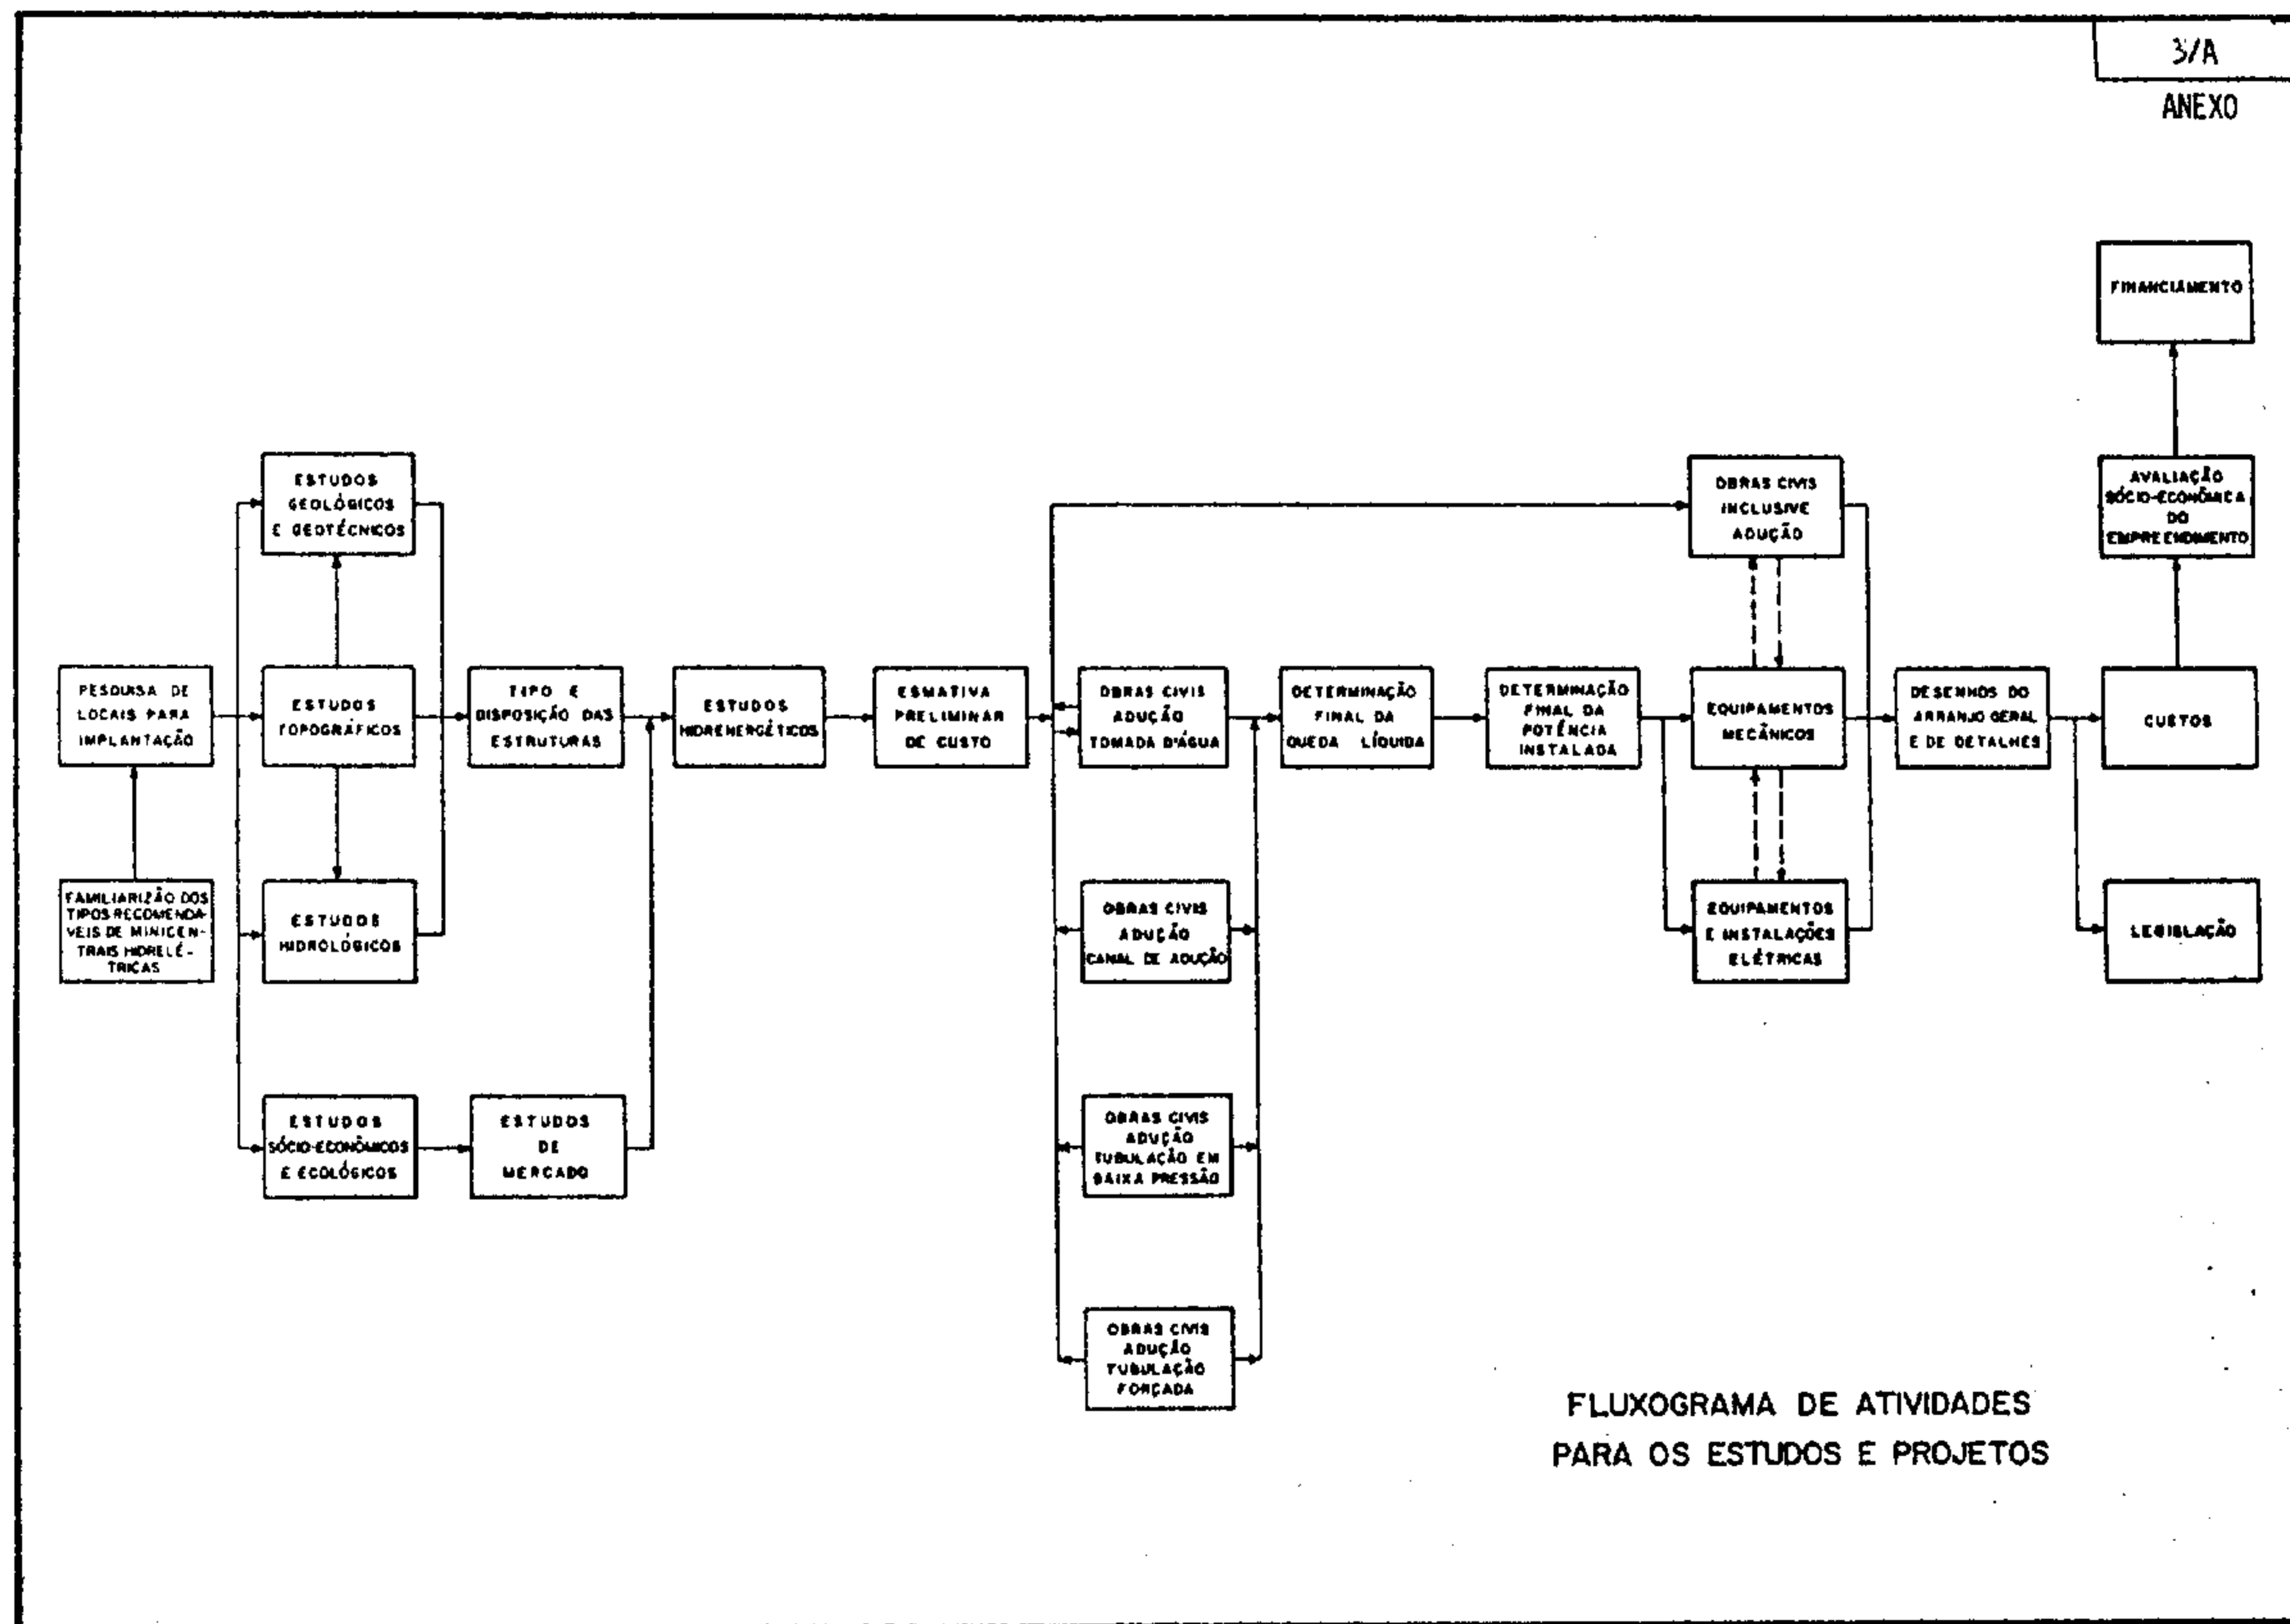 3/A
ANEXO
FINANCIAMENTO
ESTUDOS
GEOLÓGICOS
E GEOTÉCNICOS
OBRAS CIVIS
INCLUSIVE
ADUÇÃO
AVALIAÇÃO
SÓCIO-ECONÔMICA
DO
EMPREENDIMENTO
PESQUISA DE
LOCAIS PARA
IMPLANTAÇÃO
ESTUDOS
TOPOGRÁFICOS
TIPO E
DISPOSIÇÃO DAS
ESTRUTURAS
ESTUDOS
HIDRENERGÉTICOS
ESMATIVA
PRELIMINAR
DE CUSTO
OBRAS CIVIS
ADUÇÃO
TOMADA D'ÁGUA
DETERMINAÇÃO
FINAL DA
QUEDA LÍQUIDA
DETERMINAÇÃO
FINAL DA
POTÊNCIA
INSTALADA
EQUIPAMENTOS
MECÂNICOS
DESENHOS DO
ARRANJO GERAL
E DE DETALHES
CUSTOS
FAMILIARIZÃO DOS
TIPOS RECOMENDA-
VEIS DE MINICEN-
TRAIS HIDRELÉ-
TRICAS
ESTUDOS
HIDROLÓGICOS
OBRAS CIVIS
ADUÇÃO
CANAL DE ADUÇÃO
EQUIPAMENTOS
E INSTALAÇÕES
ELÉTRICAS
LEGISLAÇÃO
ESTUDOS
SÓCIO-ECONÔMICOS
E ECOLÓGICOS
ESTUDOS
DE
MERCADO
OBRAS CIVIS
ADUÇÃO
TUBULAÇÃO EM
BAIXA PRESSÃO
OBRAS CIVIS
ADUÇÃO
TUBULAÇÃO
FORÇADA
FLUXOGRAMA DE ATIVIDADES
PARA OS ESTUDOS E PROJETOS